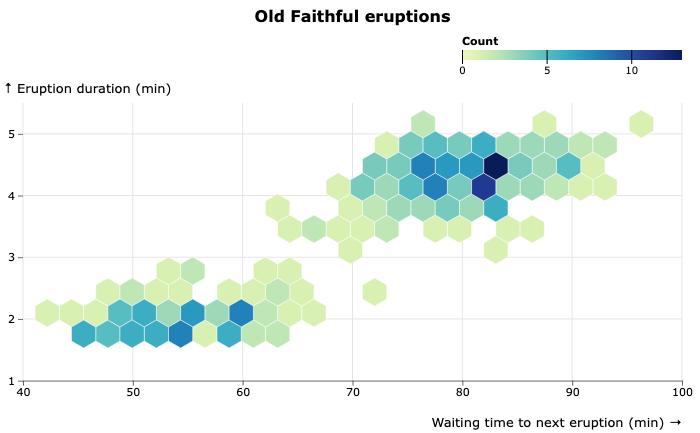 Old Faithful eruptions
Count
0 5 10
↑ Eruption duration (min)
5
4
3
2
1
40 50 60 70 80 90 100
Waiting time to next eruption (min) →